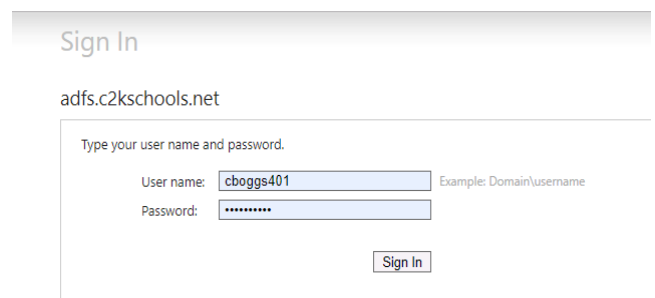 Sign In
adfs.c2kschools.net
Type your user name and password.
User name: cboggs401 Example: Domain\username
Password: ••••••••••
Sign In